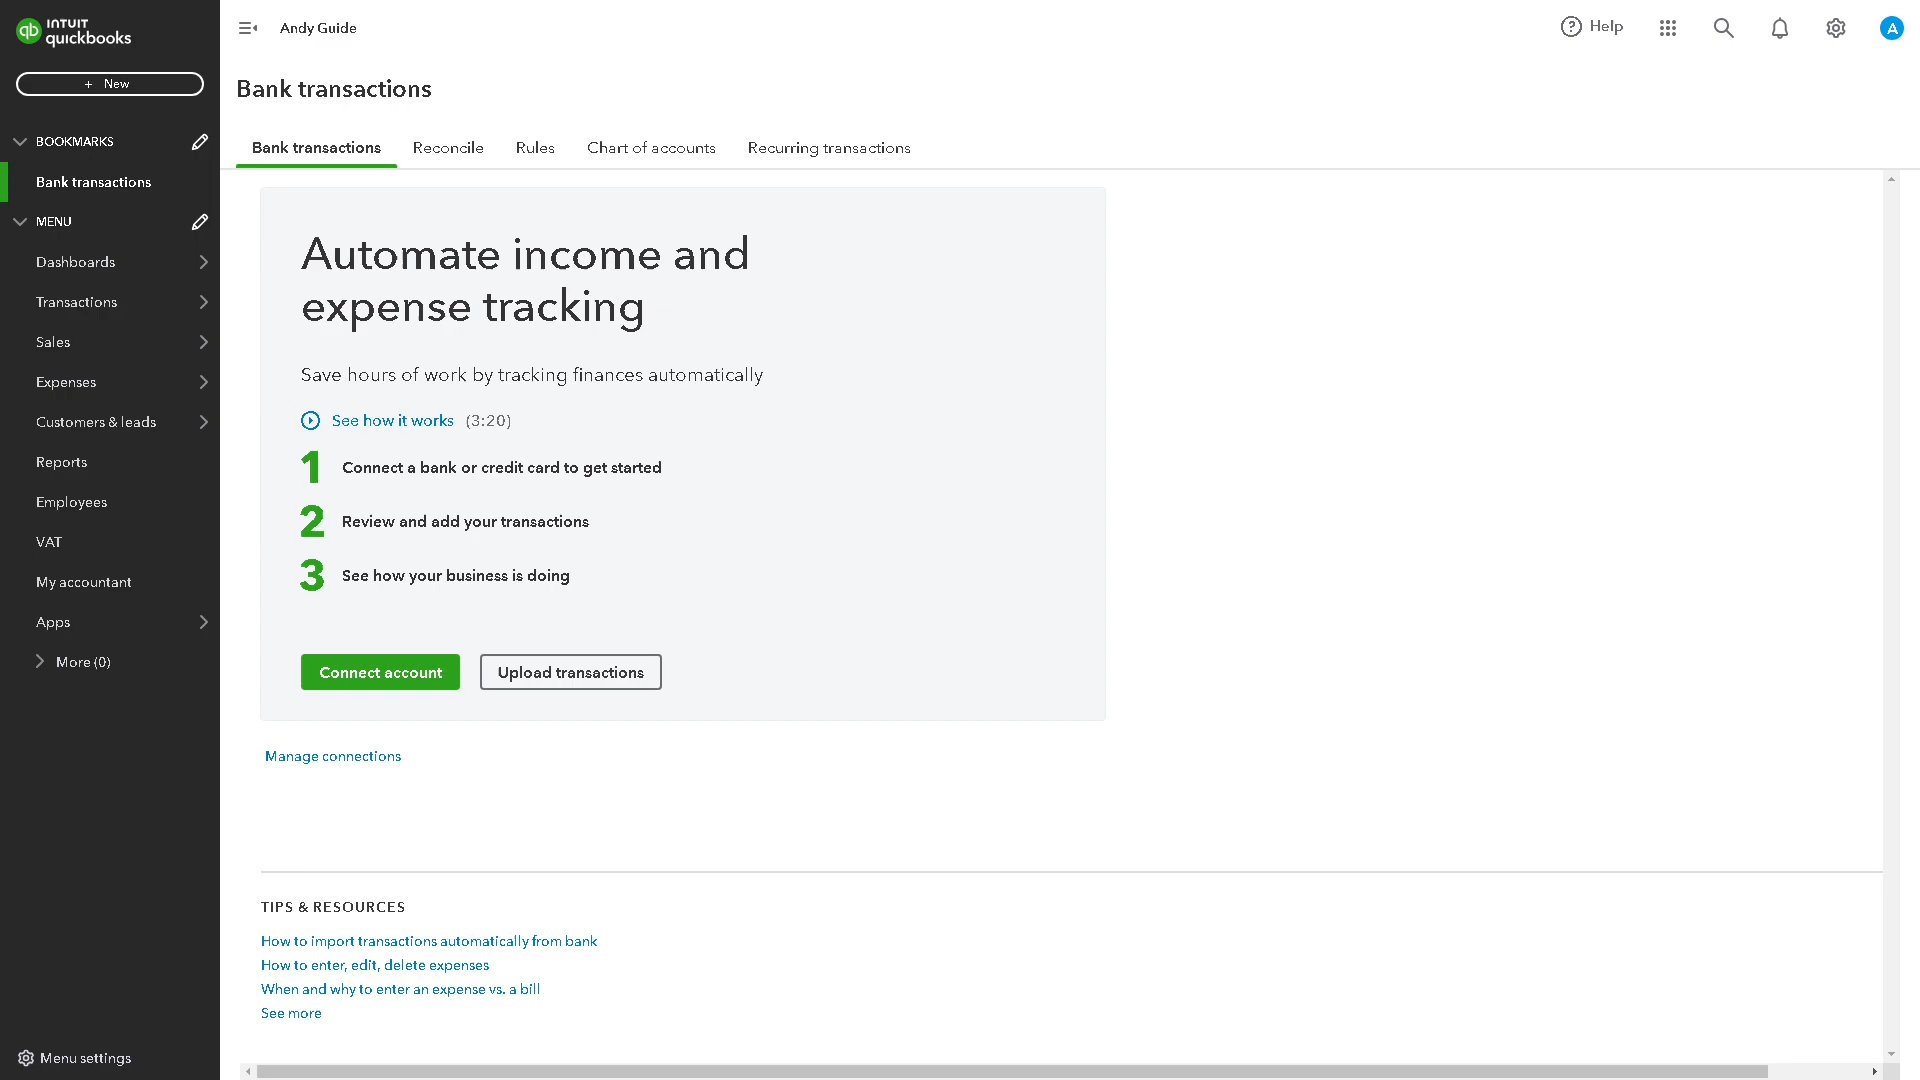 INTUIT
quickbooks
+ New
BOOKMARKS
Bank transactions
MENU
Dashboards
Transactions
Sales
Expenses
Customers & leads
Reports
Employees
VAT
My accountant
Apps
More (0)
Menu settings
Andy Guide
Help
A
Bank transactions
Bank transactions
Reconcile
Rules
Chart of accounts
Recurring transactions
Automate income and
expense tracking
Save hours of work by tracking finances automatically
See how it works (3:20)
1 Connect a bank or credit card to get started
2 Review and add your transactions
3 See how your business is doing
Connect account
Upload transactions
Manage connections
TIPS & RESOURCES
How to import transactions automatically from bank
How to enter, edit, delete expenses
When and why to enter an expense vs. a bill
See more